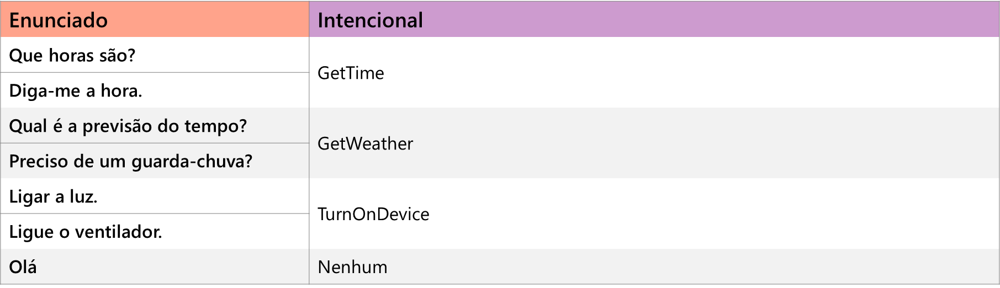 Enunciado
Intencional
Que horas são?
Diga-me a hora.
GetTime
Qual é a previsão do tempo?
Preciso de um guarda-chuva?
GetWeather
Ligar a luz.
Ligue o ventilador.
TurnOnDevice
Olá
Nenhum